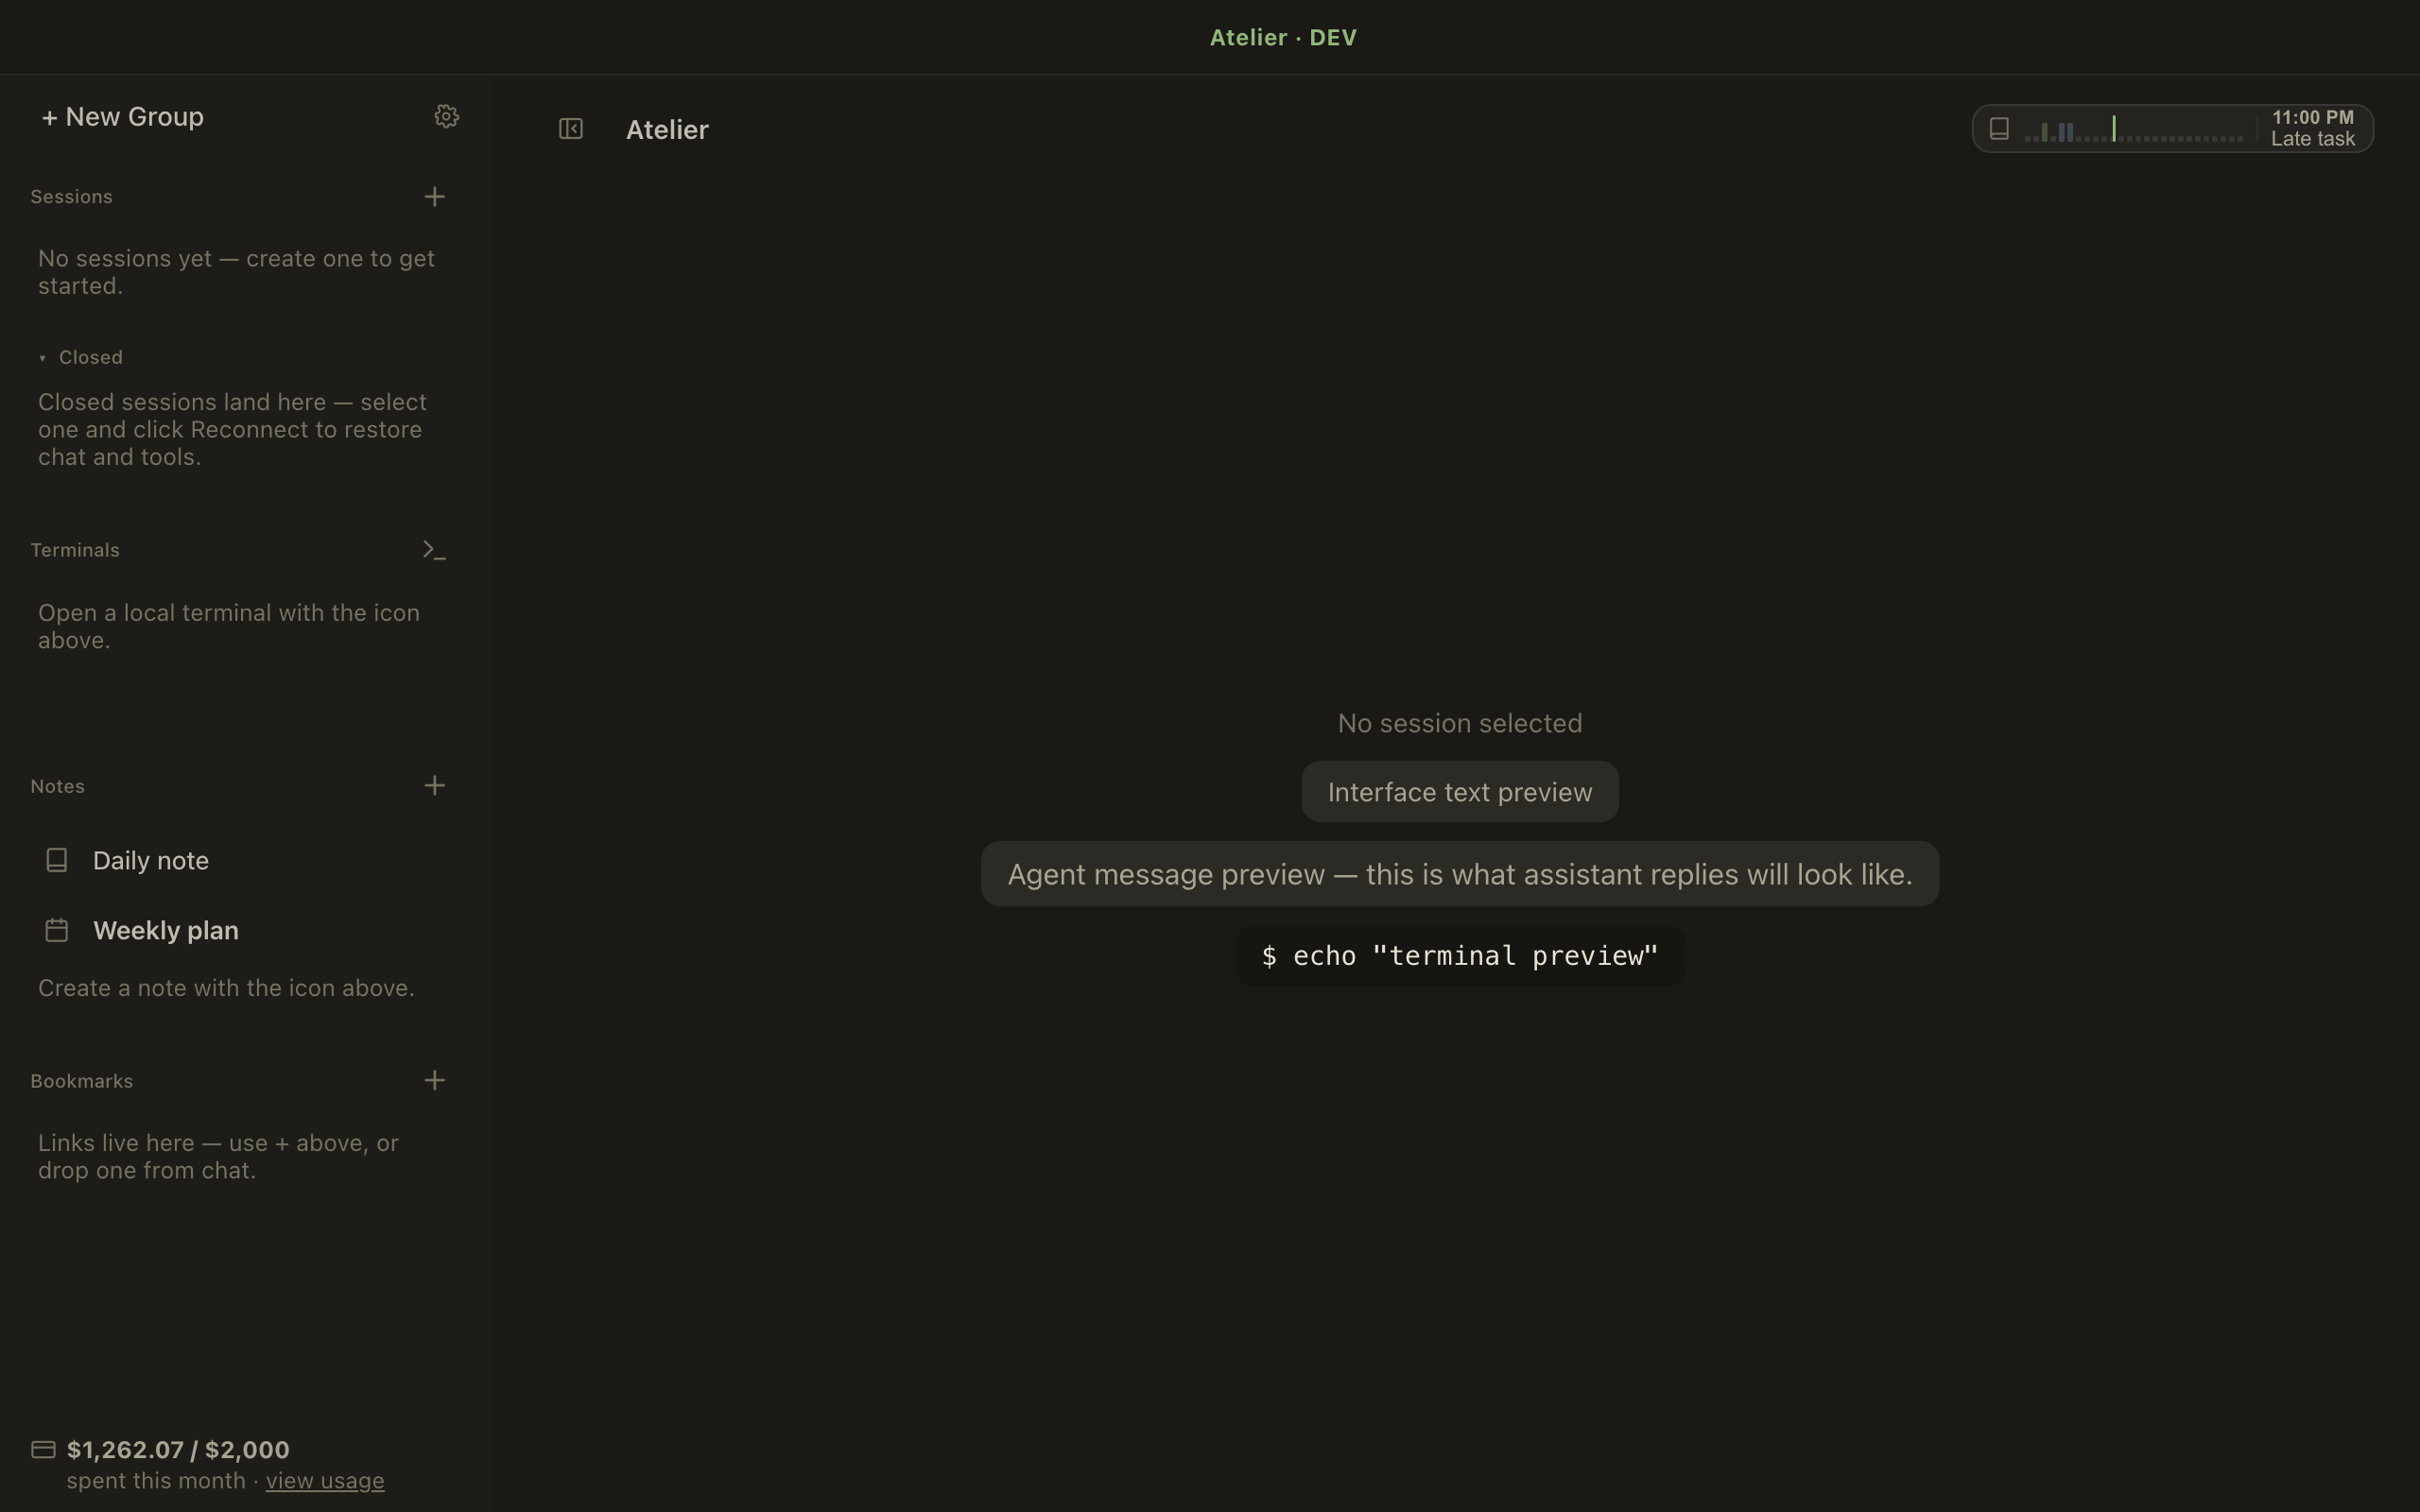 Atelier · DEV
+ New Group
Sessions
No sessions yet — create one to get
started.
Closed
Closed sessions land here — select
one and click Reconnect to restore
chat and tools.
Terminals
Open a local terminal with the icon
above.
Notes
Daily note
Weekly plan
Create a note with the icon above.
Bookmarks
Links live here — use + above, or
drop one from chat.
$1,262.07 / $2,000
spent this month · view usage
Atelier
11:00 PM
Late task
No session selected
Interface text preview
Agent message preview — this is what assistant replies will look like.
$ echo "terminal preview"